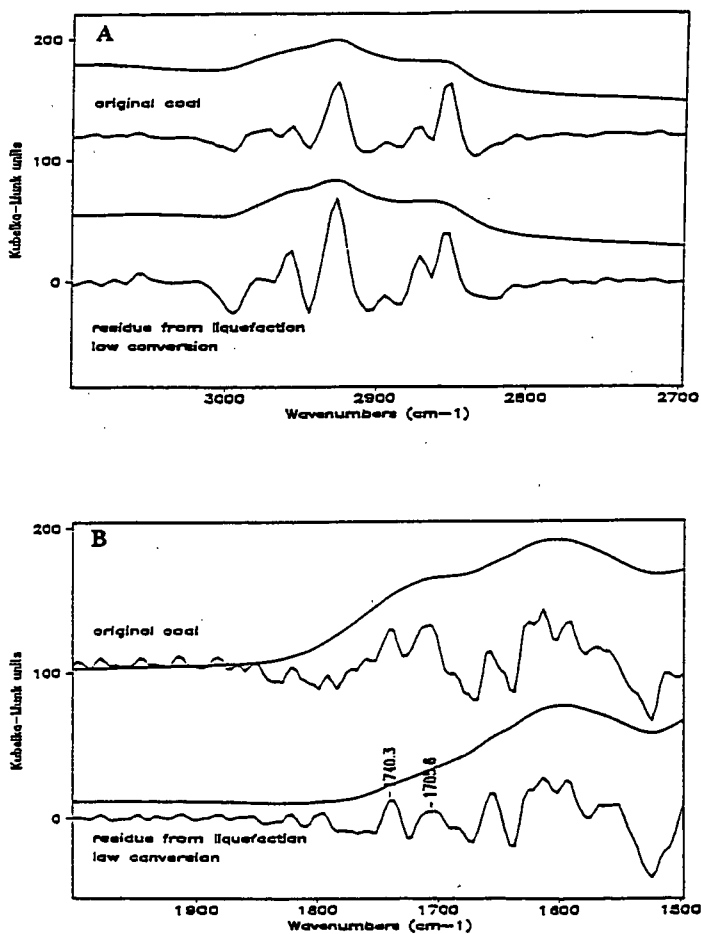 A
200
100
0
Kubelka-Munk units
original coal
residue from liquefaction
low conversion
3000
2900
2800
2700
Wavenumbers (cm-1)
B
200
100
0
Kubelka-Munk units
original coal
-1740.3
-1705.6
residue from liquefaction
low conversion
1900
1800
1700
1600
1500
Wavenumbers (cm-1)